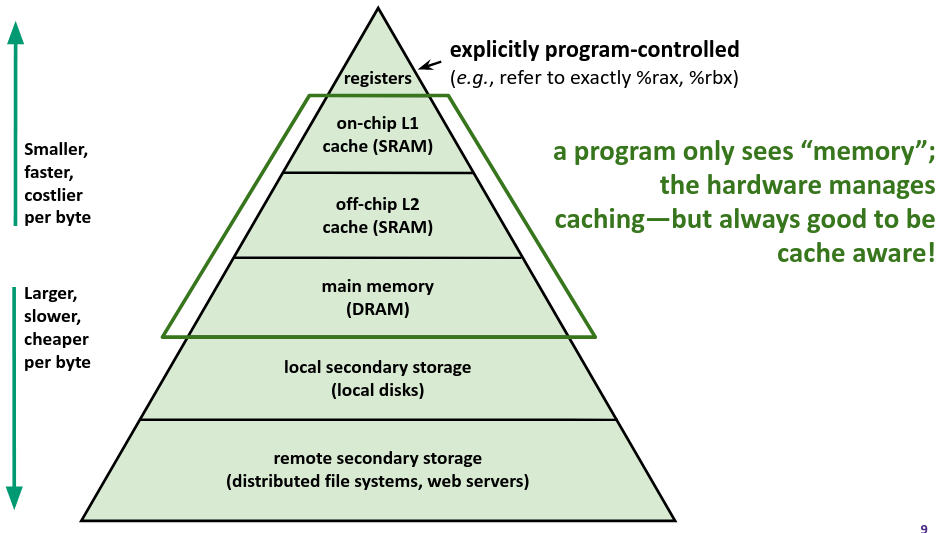 explicitly program-controlled
(e.g., refer to exactly %rax, %rbx)
registers
on-chip L1
cache (SRAM)
off-chip L2
cache (SRAM)
main memory
(DRAM)
local secondary storage
(local disks)
remote secondary storage
(distributed file systems, web servers)
Smaller,
faster,
costlier
per byte
Larger,
slower,
cheaper
per byte
a program only sees “memory”;
the hardware manages
caching—but always good to be
cache aware!
9